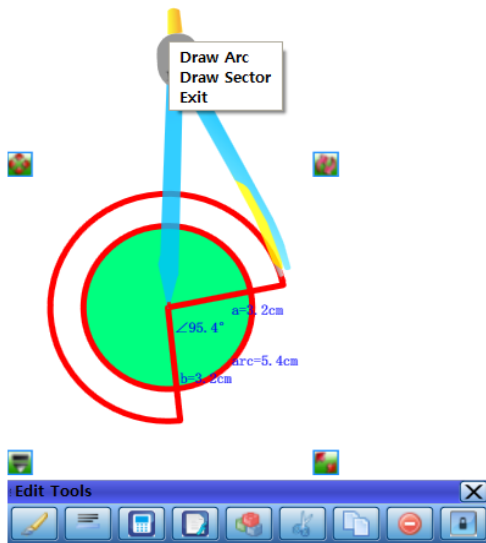 Draw Arc
Draw Sector
Exit
a=3.2cm
∠95.4°
arc=5.4cm
b=3.2cm
Edit Tools